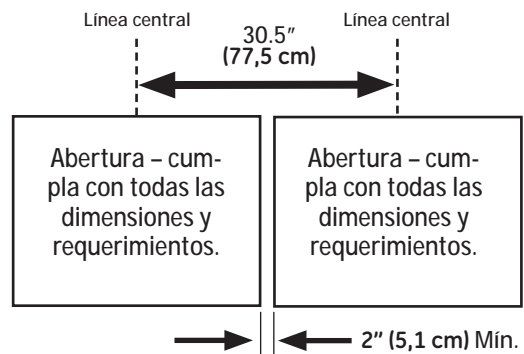 Línea central
Línea central
30.5"
(77,5 cm)
Abertura – cum-
pla con todas las
dimensiones y
requerimientos.
Abertura – cum-
pla con todas las
dimensiones y
requerimientos.
2" (5,1 cm) Mín.